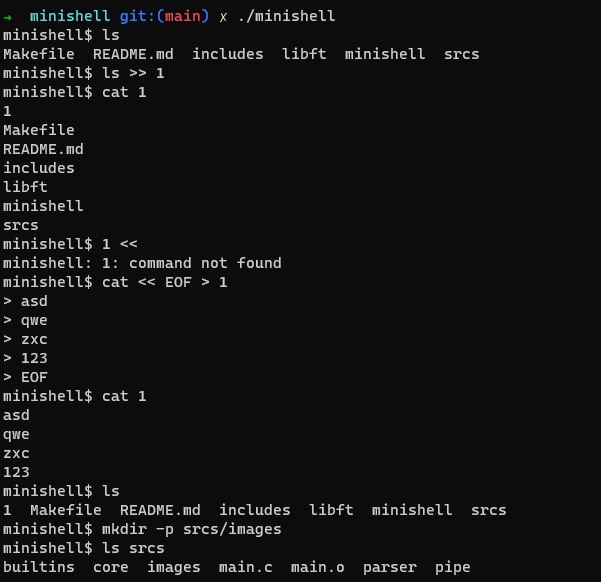 → minishell git:(main) ✗ ./minishell
minishell$ ls
Makefile  README.md  includes  libft  minishell  srcs
minishell$ ls >> 1
minishell$ cat 1
1
Makefile
README.md
includes
libft
minishell
srcs
minishell$ 1 <<
minishell: 1: command not found
minishell$ cat << EOF > 1
> asd
> qwe
> zxc
> 123
> EOF
minishell$ cat 1
asd
qwe
zxc
123
minishell$ ls
1  Makefile  README.md  includes  libft  minishell  srcs
minishell$ mkdir -p srcs/images
minishell$ ls srcs
builtins  core  images  main.c  main.o  parser  pipe